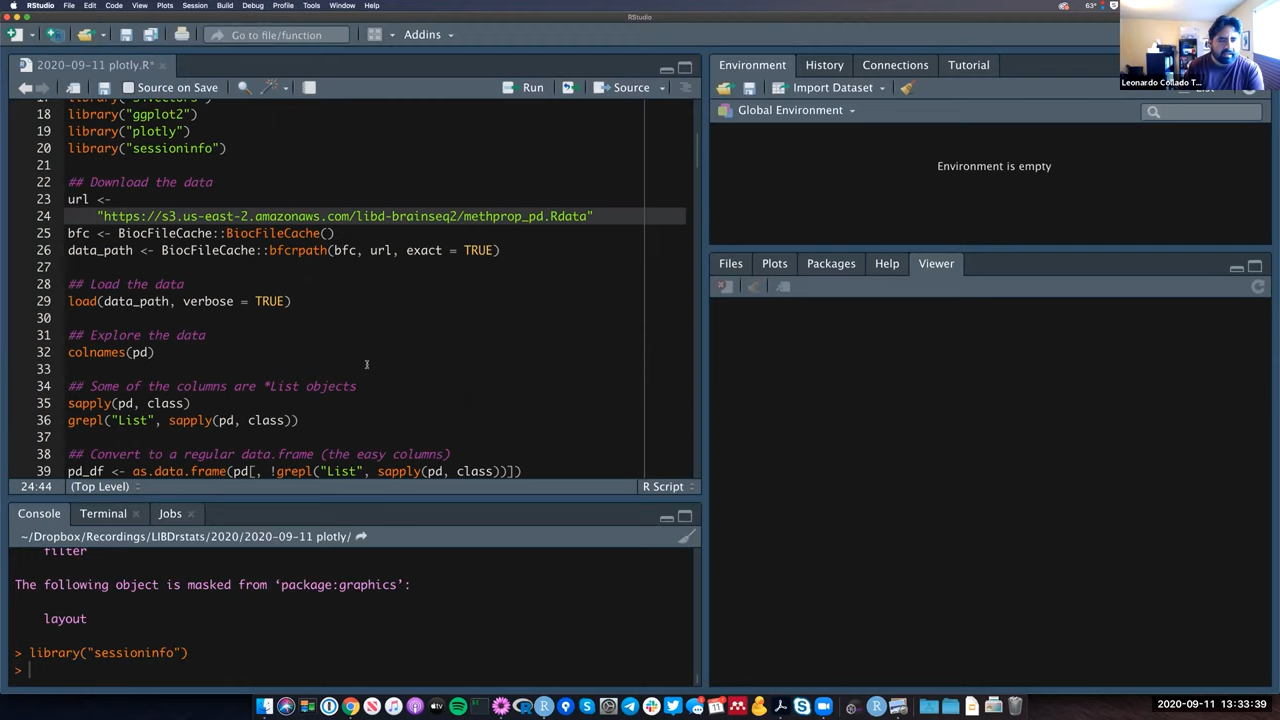 RStudio File Edit Code View Plots Session Build Debug Profile Tools Window Help
63°
RStudio
Go to file/function
Addins
Leonardo Collado T...
2020-09-11 plotly.R*
Source on Save
Run
Source
18 library("ggplot2")
19 library("plotly")
20 library("sessioninfo")
21
22 ## Download the data
23 url <-
24 "https://s3.us-east-2.amazonaws.com/libd-brainseq2/methprop_pd.Rdata"
25 bfc <- BiocFileCache::BiocFileCache()
26 data_path <- BiocFileCache::bfcrpath(bfc, url, exact = TRUE)
27
28 ## Load the data
29 load(data_path, verbose = TRUE)
30
31 ## Explore the data
32 colnames(pd)
33
34 ## Some of the columns are *List objects
35 sapply(pd, class)
36 grepl("List", sapply(pd, class))
37
38 ## Convert to a regular data.frame (the easy columns)
39 pd_df <- as.data.frame(pd[, !grepl("List", sapply(pd, class))])
24:44 (Top Level) R Script
Console Terminal Jobs
~/Dropbox/Recordings/LIBDrstats/2020/2020-09-11 plotly/
filter
The following object is masked from ‘package:graphics’:
layout
> library("sessioninfo")
>
Environment History Connections Tutorial
Import Dataset
Global Environment
Environment is empty
Files Plots Packages Help Viewer
2020-09-11 13:33:39